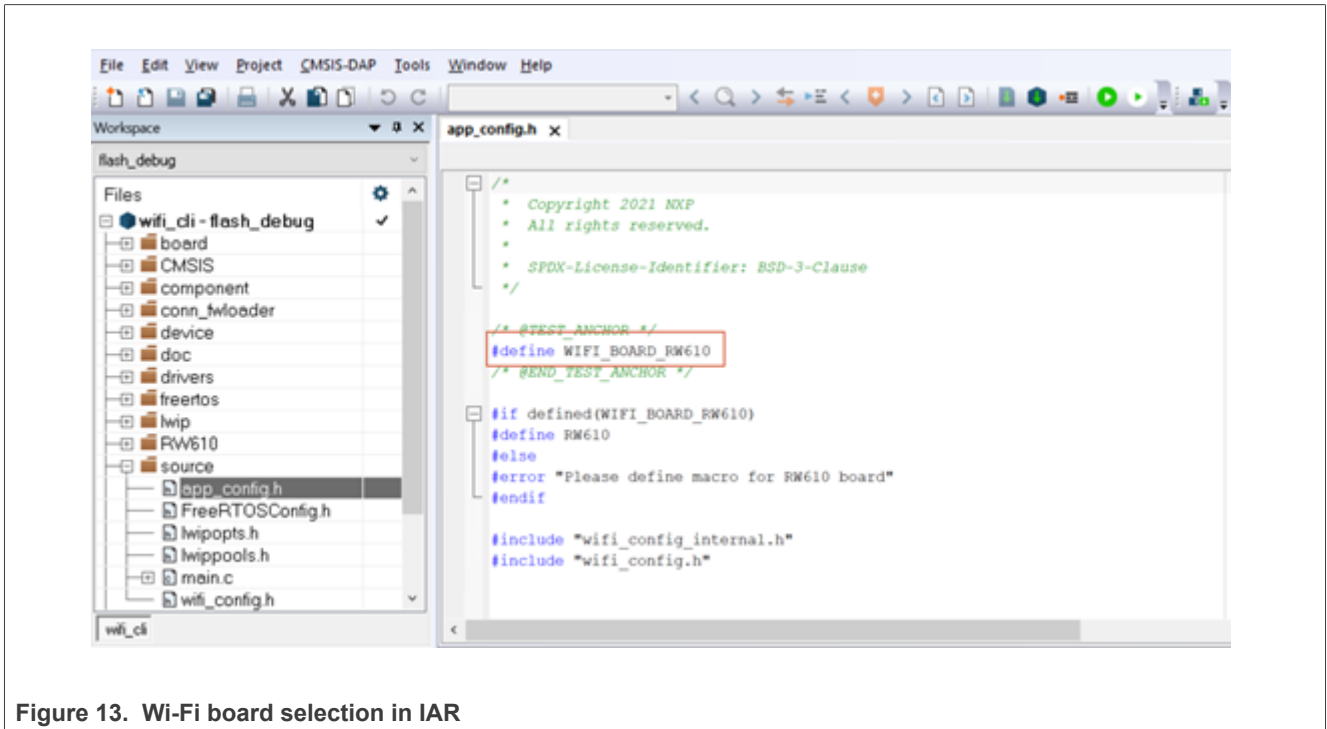 File Edit View Project CMSIS-DAP Tools Window Help
Workspace
flash_debug
Files
wifi_cli - flash_debug
board
CMSIS
component
conn_fwloader
device
doc
drivers
freertos
lwip
RW610
source
app_config.h
FreeRTOSConfig.h
lwipopts.h
lwippools.h
main.c
wifi_config.h
wifi_cli
app_config.h
/*
* Copyright 2021 NXP
* All rights reserved.
*
* SPDX-License-Identifier: BSD-3-Clause
*/
/* @TEST_ANCHOR */
#define WIFI_BOARD_RW610
/* @END_TEST_ANCHOR */
#if defined(WIFI_BOARD_RW610)
#define RW610
#else
#error "Please define macro for RW610 board"
#endif
#include "wifi_config_internal.h"
#include "wifi_config.h"
Figure 13. Wi-Fi board selection in IAR